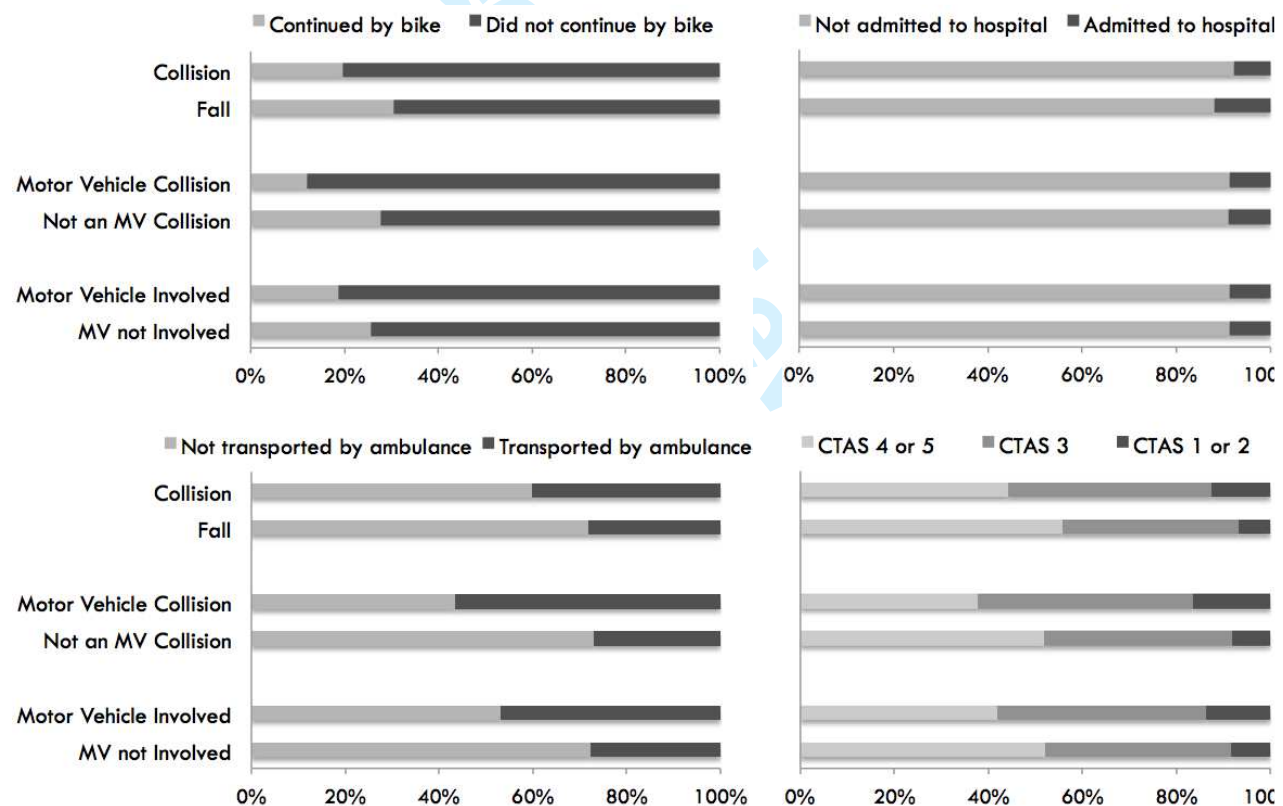 Continued by bike Did not continue by bike
Collision
Fall
Motor Vehicle Collision
Not an MV Collision
Motor Vehicle Involved
MV not Involved
0% 20% 40% 60% 80% 100%
Not admitted to hospital Admitted to hospital
0% 20% 40% 60% 80% 100
Not transported by ambulance Transported by ambulance
Collision
Fall
Motor Vehicle Collision
Not an MV Collision
Motor Vehicle Involved
MV not Involved
0% 20% 40% 60% 80% 100%
CTAS 4 or 5 CTAS 3 CTAS 1 or 2
0% 20% 40% 60% 80% 100